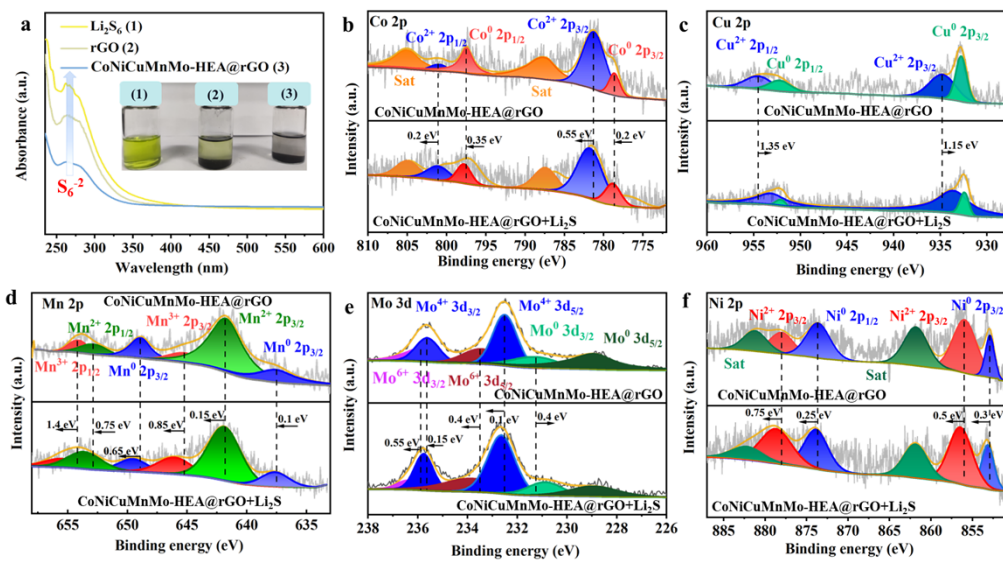 a
Li2S6 (1)
rGO (2)
CoNiCuMnMo-HEA@rGO (3)
(1) (2) (3)
S6-2
Absorbance (a.u.)
250 300 350 400 450 500 550 600
Wavelength (nm)
b Co 2p
Co2+ 2p1/2 Co0 2p1/2 Co2+ 2p3/2 Co0 2p3/2
Sat Sat
CoNiCuMnMo-HEA@rGO
0.2 eV 0.35 eV 0.55 eV 0.2 eV
CoNiCuMnMo-HEA@rGO+Li2S
Intensity (a.u.)
810 805 800 795 790 785 780 775
Binding energy (eV)
c Cu 2p
Cu2+ 2p1/2 Cu0 2p1/2 Cu2+ 2p3/2 Cu0 2p3/2
CoNiCuMnMo-HEA@rGO
1.35 eV 1.15 eV
CoNiCuMnMo-HEA@rGO+Li2S
Intensity (a.u.)
960 955 950 945 940 935 930
Binding energy (eV)
d Mn 2p
CoNiCuMnMo-HEA@rGO
Mn2+ 2p1/2 Mn3+ 2p3/2 Mn2+ 2p3/2
Mn3+ 2p1/2 Mn0 2p3/2 Mn0 2p3/2
1.4 eV 0.75 eV 0.65 eV 0.85 eV 0.15 eV 0.1 eV
CoNiCuMnMo-HEA@rGO+Li2S
Intensity (a.u.)
655 650 645 640 635
Binding energy (eV)
e Mo 3d
Mo4+ 3d3/2 Mo4+ 3d5/2
Mo0 3d3/2 Mo0 3d5/2
Mo6+ 3d3/2 Mo6+ 3d5/2
CoNiCuMnMo-HEA@rGO
0.55 eV 0.15 eV 0.4 eV 0.1 eV 0.4 eV
CoNiCuMnMo-HEA@rGO+Li2S
Intensity (a.u.)
238 236 234 232 230 228 226
Binding energy (eV)
f Ni 2p
Ni2+ 2p3/2 Ni0 2p1/2 Ni2+ 2p3/2 Ni0 2p3/2
Sat Sat
CoNiCuMnMo-HEA@rGO
0.75 eV 0.25 eV 0.5 eV 0.3 eV
CoNiCuMnMo-HEA@rGO+Li2S
Intensity (a.u.)
885 880 875 870 865 860 855
Binding energy (eV)